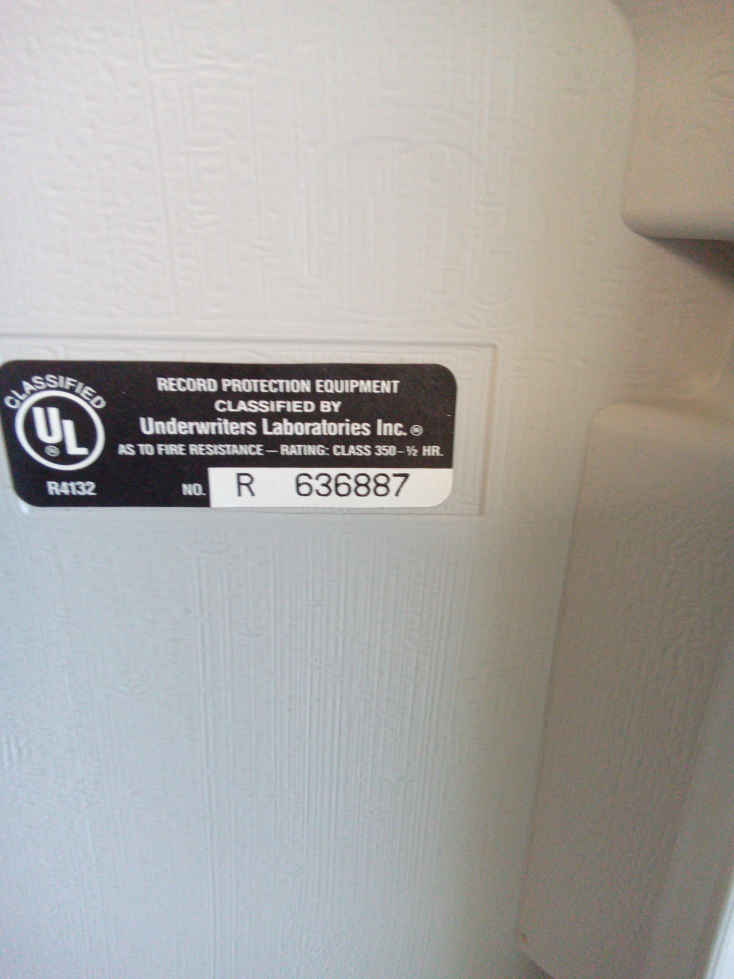 CLASSIFIED
UL ®
R4132
RECORD PROTECTION EQUIPMENT
CLASSIFIED BY
Underwriters Laboratories Inc. ®
AS TO FIRE RESISTANCE — RATING: CLASS 350 - ½ HR.
NO. R 636887